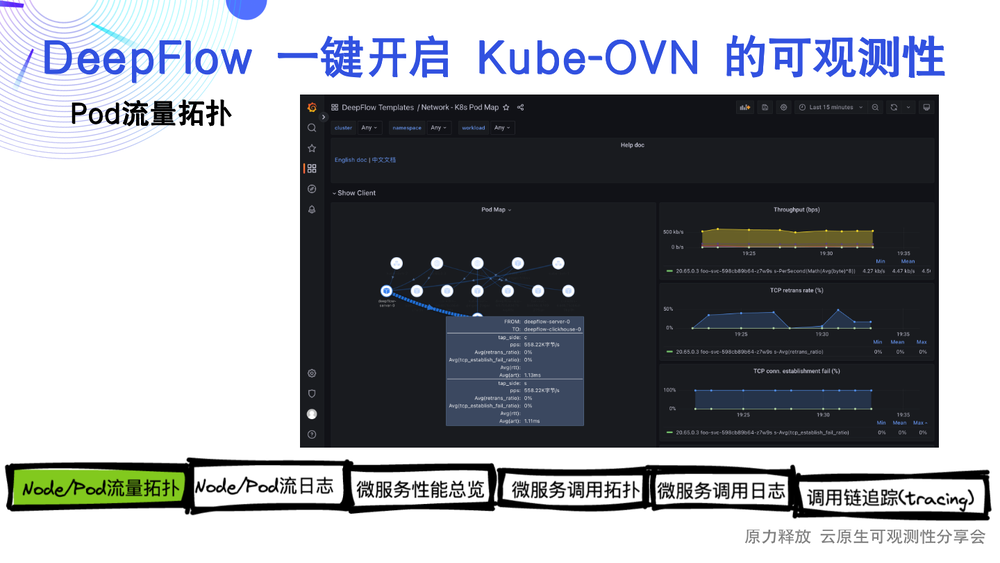 DeepFlow 一键开启 Kube-OVN 的可观测性
Pod流量拓扑
DeepFlow Templates / Network - K8s Pod Map
Last 15 minutes
cluster Any namespace Any workload Any
Help doc
English doc | 中文文档
Show Client
Pod Map
deepflow-server-0
FROM: deepflow-server-0
TO: deepflow-clickhouse-0
tap_side: c
pps: 558.22K字节/s
Avg(retrans_ratio): 0%
Avg(tcp_establish_fail_ratio): 0%
Avg(rtt):
Avg(art): 1.13ms
tap_side: s
pps: 558.22K字节/s
Avg(retrans_ratio): 0%
Avg(tcp_establish_fail_ratio): 0%
Avg(rtt):
Avg(art): 1.11ms
Throughput (bps)
500 kb/s
0 b/s
19:25 19:30 19:35
Min Mean
20.65.0.3 foo-svc-598cb89b64-z7w9s s-PerSecond(Math(Avg(byte)*8)) 4.27 kb/s 4.47 kb/s
TCP retrans rate (%)
50%
0%
19:25 19:30 19:35
Min Mean Max
20.65.0.3 foo-svc-598cb89b64-z7w9s s-Avg(retrans_ratio) 0% 0% 0%
TCP conn. establishment fail (%)
100%
0%
19:25 19:30 19:35
Min Mean Max
20.65.0.3 foo-svc-598cb89b64-z7w9s s-Avg(tcp_establish_fail_ratio) 0% 0% 0%
Node/Pod流量拓扑
Node/Pod流日志
微服务性能总览
微服务调用拓扑
微服务调用日志
调用链追踪(tracing)
原力释放 云原生可观测性分享会